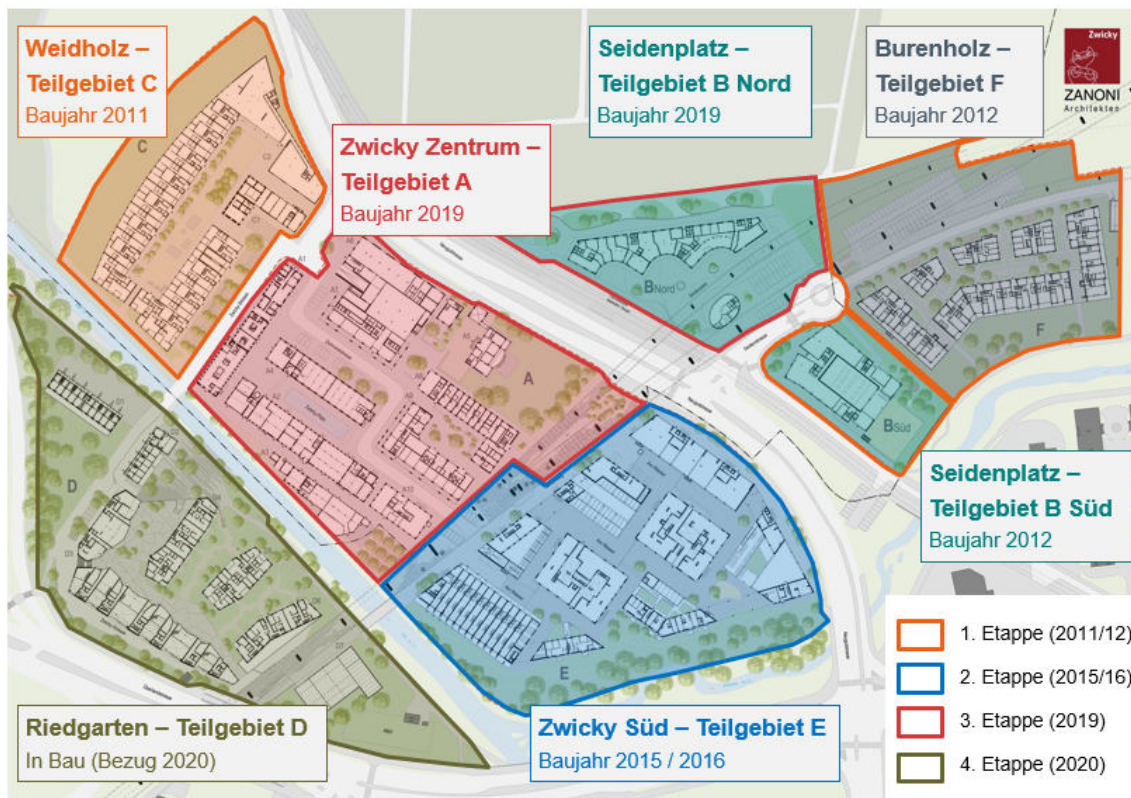 Weidholz –
Teilgebiet C
Baujahr 2011
Seidenplatz –
Teilgebiet B Nord
Baujahr 2019
Burenholz –
Teilgebiet F
Baujahr 2012
Zwicky
ZANONI
Architekten
Zwicky Zentrum –
Teilgebiet A
Baujahr 2019
C
A
BNord
F
BSüd
D
E
Seidenplatz –
Teilgebiet B Süd
Baujahr 2012
Riedgarten – Teilgebiet D
In Bau (Bezug 2020)
Zwicky Süd – Teilgebiet E
Baujahr 2015 / 2016
1. Etappe (2011/12)
2. Etappe (2015/16)
3. Etappe (2019)
4. Etappe (2020)